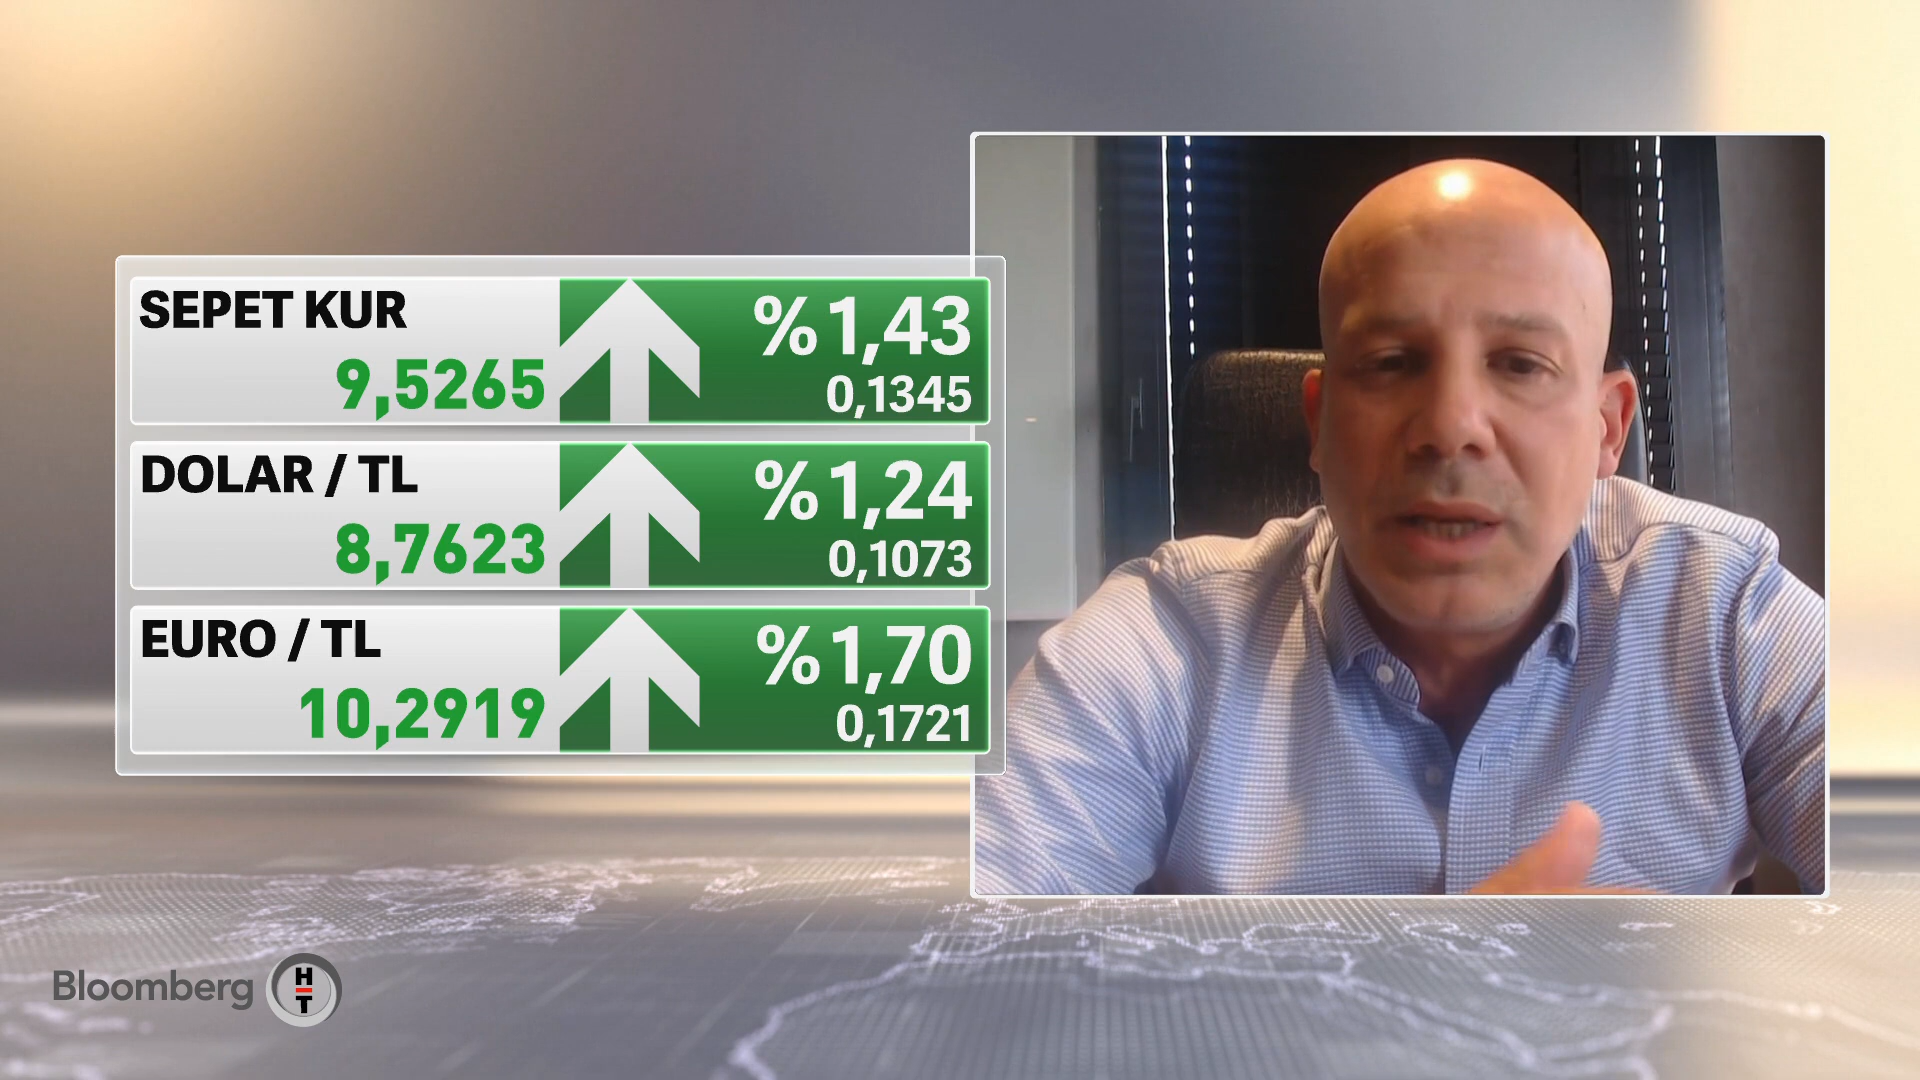 SEPET KUR
9,5265
%1,43
0,1345
DOLAR / TL
8,7623
%1,24
0,1073
EURO / TL
10,2919
%1,70
0,1721
Bloomberg HT